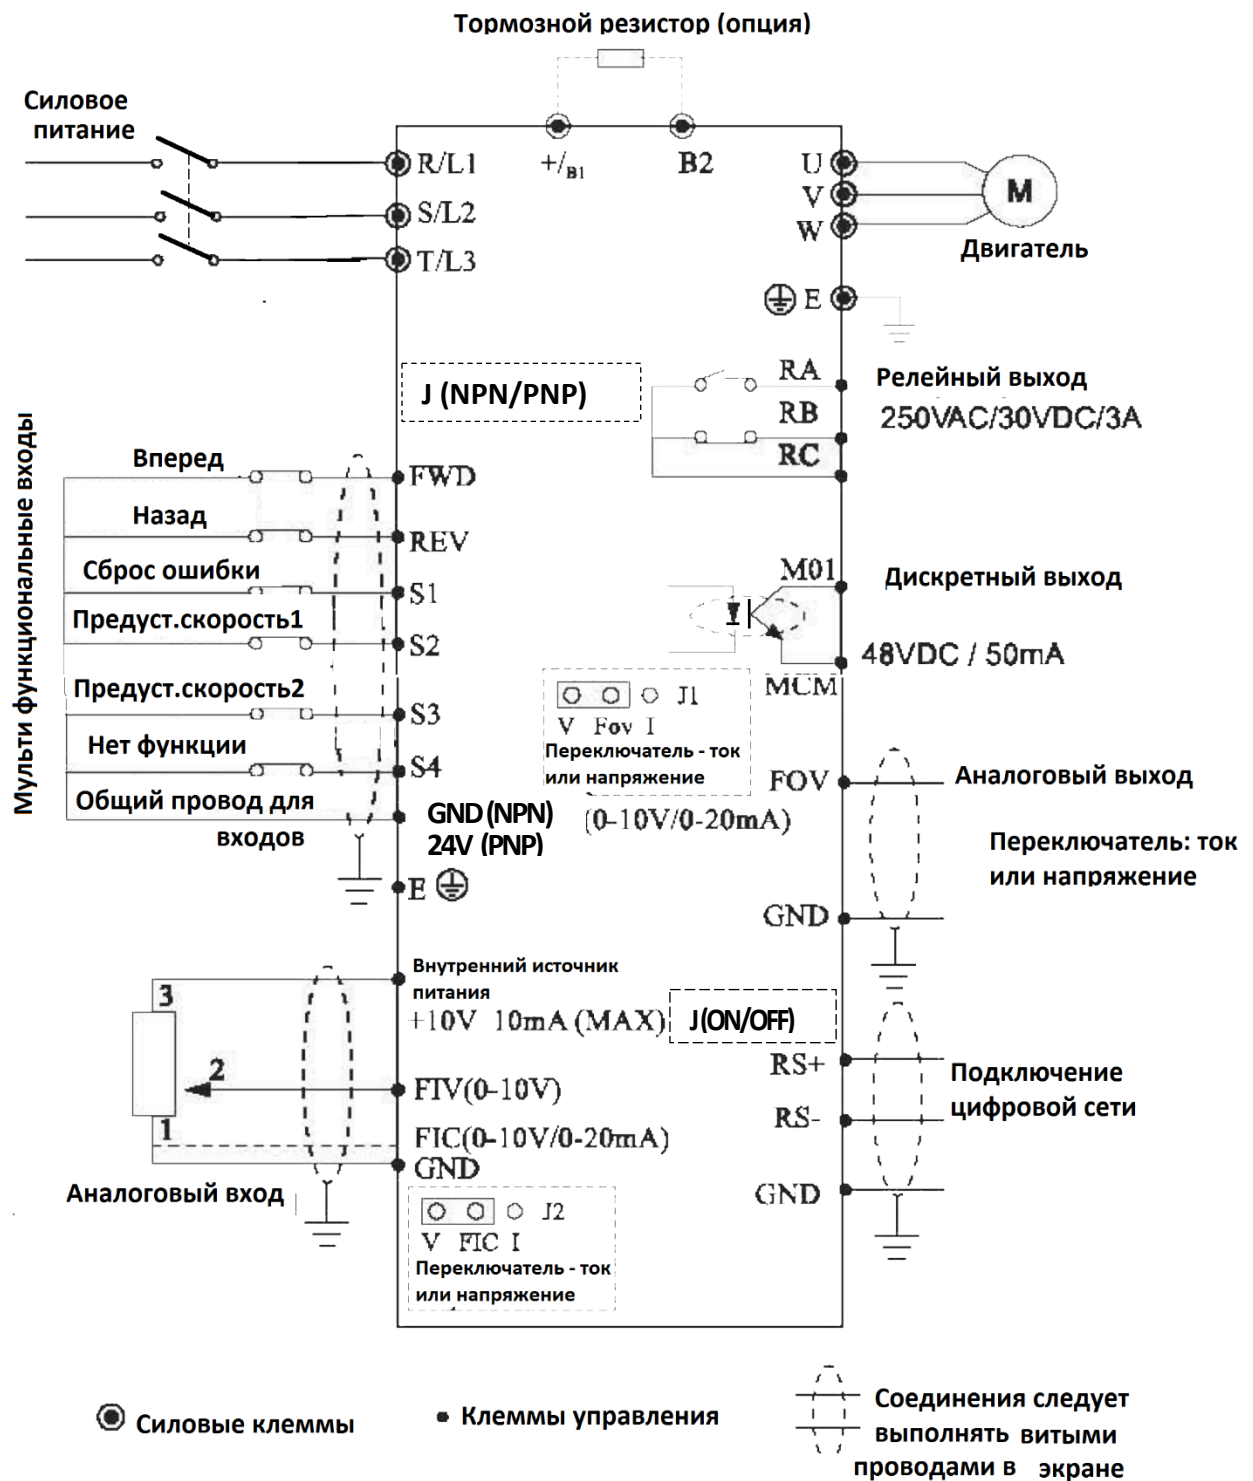 Тормозной резистор (опция)
Силовое
питание
R/L1
S/L2
T/L3
+/B1
B2
U
V
W
M
Двигатель
E
J (NPN/PNP)
RA
RB
RC
Релейный выход
250VAC/30VDC/3A
Мульти функциональные входы
Вперед
FWD
Назад
REV
Сброс ошибки
S1
Предуст.скорость1
S2
Предуст.скорость2
S3
Нет функции
S4
Общий провод для
входов
GND (NPN)
24V (PNP)
E
M01
Дискретный выход
48VDC / 50mA
MCM
J1
V Fov I
Переключатель - ток
или напряжение
(0-10V/0-20mA)
FOV
Аналоговый выход
Переключатель: ток
или напряжение
GND
Внутренний источник
питания
+10V 10mA (MAX)
J(ON/OFF)
3
2
1
FIV(0-10V)
FIC(0-10V/0-20mA)
GND
Аналоговый вход
J2
V FIC I
Переключатель - ток
или напряжение
RS+
RS-
GND
Подключение
цифровой сети
Силовые клеммы
Клеммы управления
Соединения следует
выполнять витыми
проводами в экране